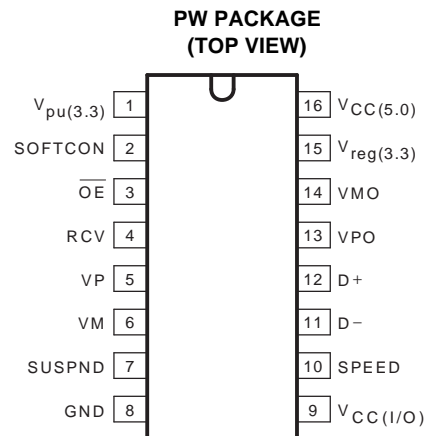 PW PACKAGE
(TOP VIEW)
Vpu(3.3) 1 16 VCC(5.0)
SOFTCON 2 15 Vreg(3.3)
OE 3 14 VMO
RCV 4 13 VPO
VP 5 12 D+
VM 6 11 D−
SUSPND 7 10 SPEED
GND 8 9 VCC(I/O)